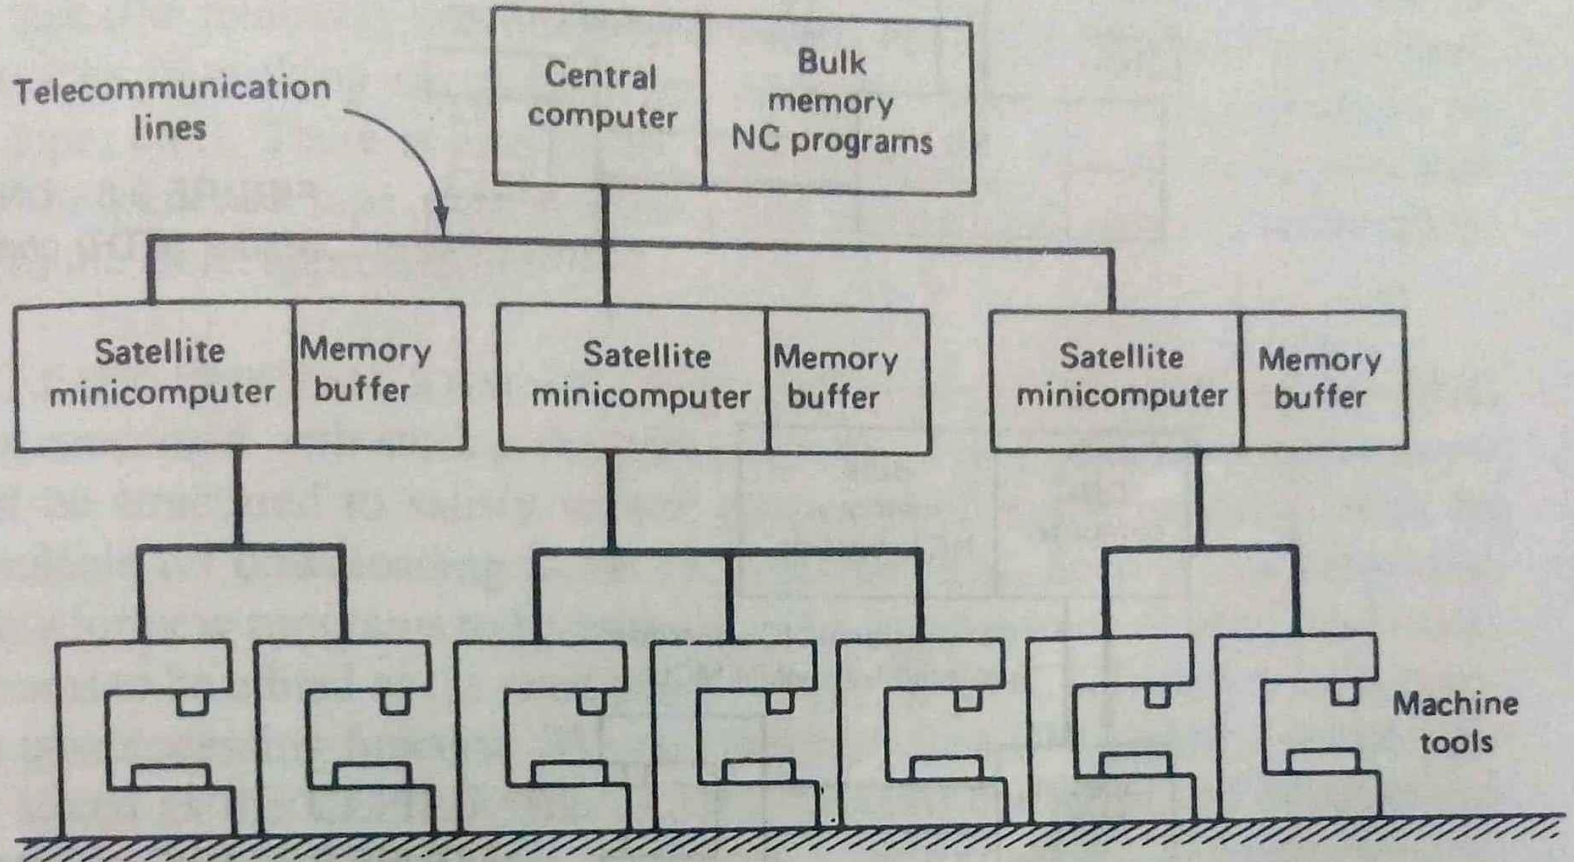 Central
computer
Bulk
memory
NC programs
Telecommunication
lines
Satellite
minicomputer
Memory
buffer
Satellite
minicomputer
Memory
buffer
Satellite
minicomputer
Memory
buffer
Machine
tools